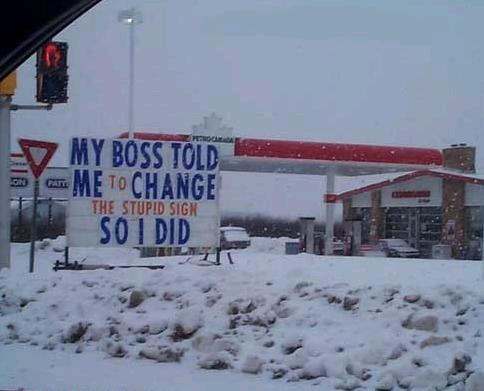 PETRO-CANADA
MY BOSS TOLD
ME TO CHANGE
THE STUPID SIGN
SO I DID